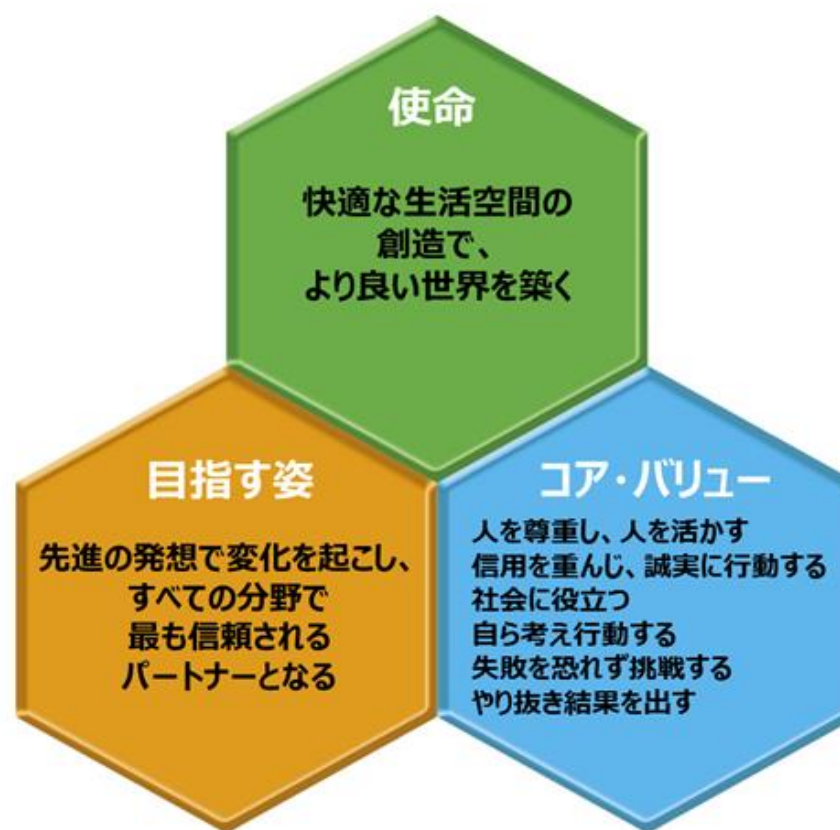 使命
快適な生活空間の
創造で、
より良い世界を築く
目指す姿
先進の発想で変化を起こし、
すべての分野で
最も信頼される
パートナーとなる
コア・バリュー
人を尊重し、人を活かす
信用を重んじ、誠実に行動する
社会に役立つ
自ら考え行動する
失敗を恐れず挑戦する
やり抜き結果を出す